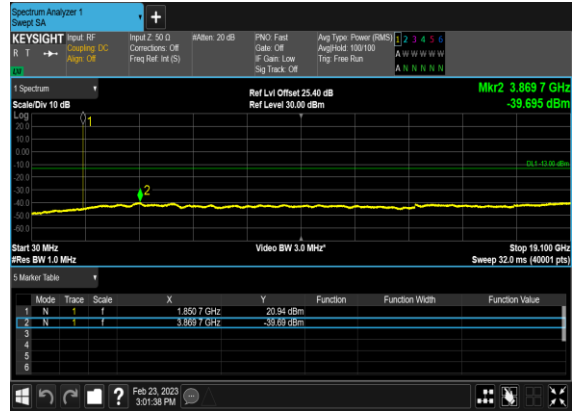 Spectrum Analyzer 1
Swept SA
+
KEYSIGHT
R T
LW
Input: RF
Coupling: DC
Align: Off
Input Z: 50 Ω
Corrections: Off
Freq Ref: Int (S)
#Atten: 20 dB
PNO: Fast
Gate: Off
IF Gain: Low
Sig Track: Off
Avg Type: Power (RMS)
Avg|Hold: 100/100
Trig: Free Run
1 2 3 4 5 6
A W W W W W
A N N N N N
1 Spectrum
Scale/Div 10 dB
Ref Lvl Offset 25.40 dB
Ref Level 30.00 dBm
Mkr2 3.869 7 GHz
-39.695 dBm
Log
20.0
10.0
0.00
-10.0
-20.0
-30.0
-40.0
-50.0
-60.0
1
2
DL1 -13.00 dBm
Start 30 MHz
#Res BW 1.0 MHz
Video BW 3.0 MHz*
Stop 19.100 GHz
Sweep 32.0 ms (40001 pts)
5 Marker Table
Mode Trace Scale X Y Function Function Width Function Value
1 N 1 f 1.850 7 GHz 20.94 dBm
2 N 1 f 3.869 7 GHz -39.69 dBm
3
4
5
6
?
Feb 23, 2023
3:01:38 PM